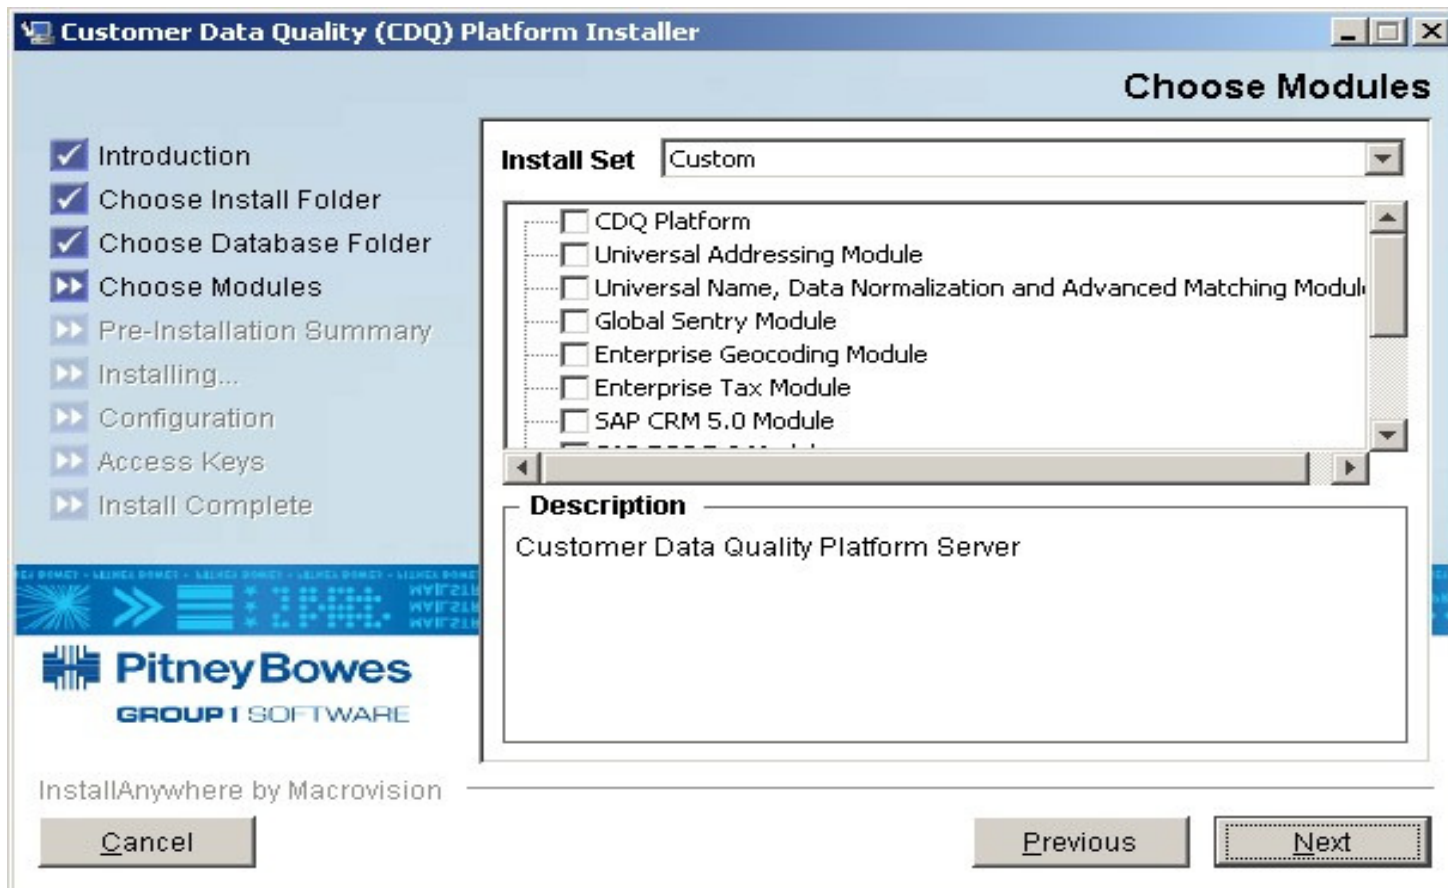 Customer Data Quality (CDQ) Platform Installer
Choose Modules
Introduction
Choose Install Folder
Choose Database Folder
Choose Modules
Pre-Installation Summary
Installing...
Configuration
Access Keys
Install Complete
Install Set Custom
CDQ Platform
Universal Addressing Module
Universal Name, Data Normalization and Advanced Matching
Global Sentry Module
Enterprise Geocoding Module
Enterprise Tax Module
SAP CRM 5.0 Module
Description
Customer Data Quality Platform Server
PitneyBowes
GROUP 1 SOFTWARE
InstallAnywhere by Macrovision
Cancel
Previous
Next